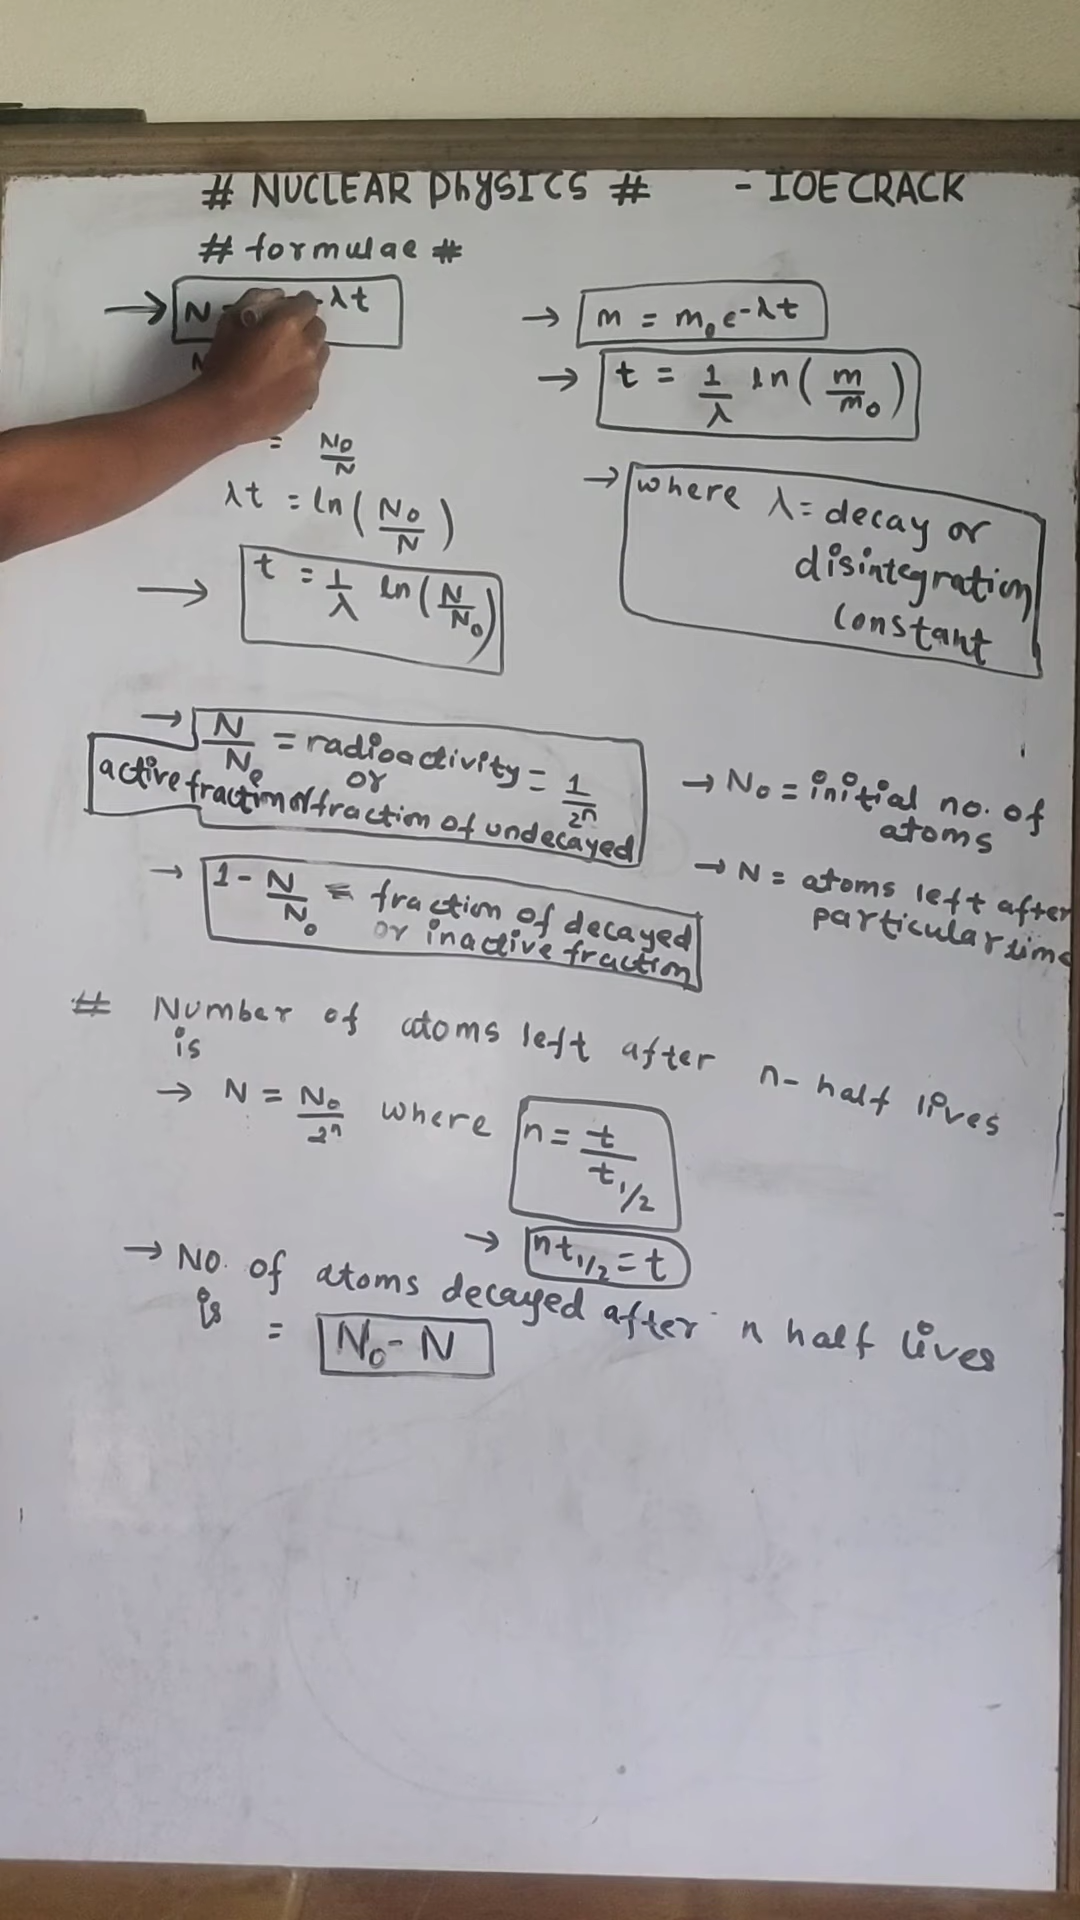 # NUCLEAR PHYSICS # - IOE CRACK
# formulae #
→ N e -λt
N
= N₀/N
λt = ln(N₀/N)
→ t = 1/λ ln(N/N₀)
→ m = m₀e-λt
→ t = 1/λ ln(m/m₀)
→ where λ = decay or
disintegration
constant
→ N/N₀ = radioactivity = 1/2ⁿ
or
active fraction or fraction of undecayed
→ 1 - N/N₀ = fraction of decayed
or inactive fraction
→ N₀ = initial no. of
atoms
→ N = atoms left after
particular time
# Number of atoms left after n- half lives
is
→ N = N₀/2ⁿ where n = t/t1/2
→ nt1/2 = t
→ NO. of atoms decayed after n half lives
is
= N₀ - N